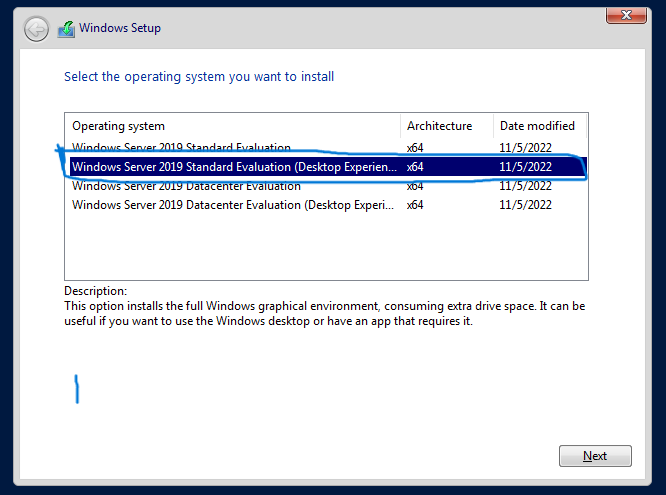 Windows Setup
Select the operating system you want to install
Operating system Architecture Date modified
Windows Server 2019 Standard Evaluation x64 11/5/2022
Windows Server 2019 Standard Evaluation (Desktop Experien... x64 11/5/2022
Windows Server 2019 Datacenter Evaluation x64 11/5/2022
Windows Server 2019 Datacenter Evaluation (Desktop Experi... x64 11/5/2022
Description:
This option installs the full Windows graphical environment, consuming extra drive space. It can be
useful if you want to use the Windows desktop or have an app that requires it.
Next